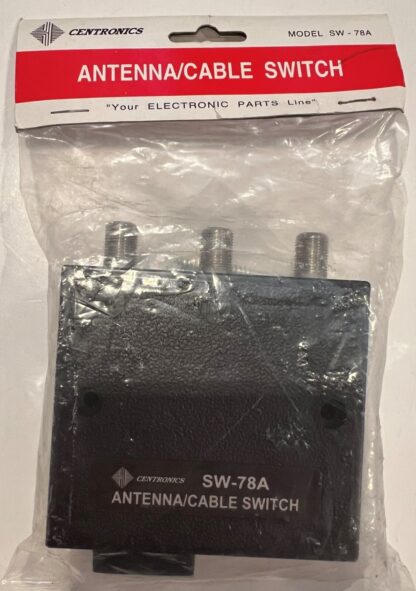 CENTRONICS MODEL SW - 78A
ANTENNA/CABLE SWITCH
"Your ELECTRONIC PARTS Line"
CENTRONICS SW-78A
ANTENNA/CABLE SWITCH